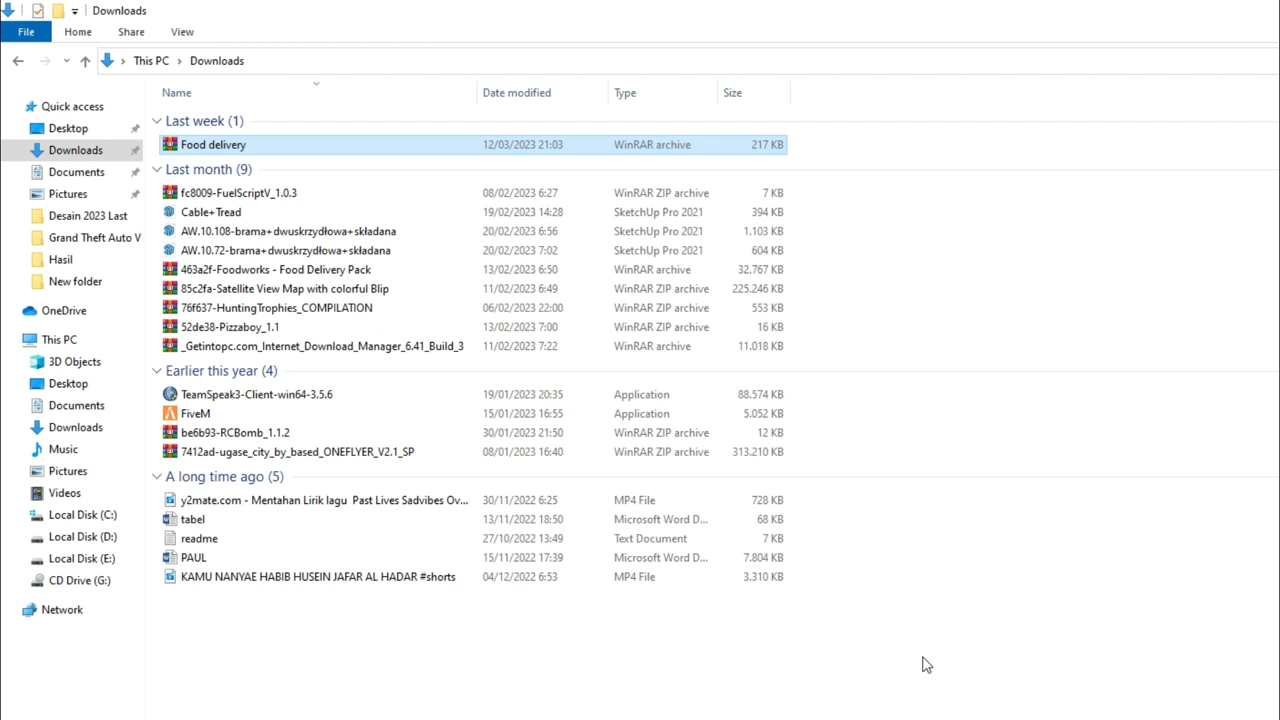 Downloads
File Home Share View
This PC Downloads
Name Date modified Type Size
Quick access
Desktop
Downloads
Documents
Pictures
Desain 2023 Last
Grand Theft Auto V
Hasil
New folder
OneDrive
This PC
3D Objects
Desktop
Documents
Downloads
Music
Pictures
Videos
Local Disk (C:)
Local Disk (D:)
Local Disk (E:)
CD Drive (G:)
Network
Last week (1)
Food delivery 12/03/2023 21:03 WinRAR archive 217 KB
Last month (9)
fc8009-FuelScriptV_1.0.3 08/02/2023 6:27 WinRAR ZIP archive 7 KB
Cable+Tread 19/02/2023 14:28 SketchUp Pro 2021 394 KB
AW.10.108-brama+dwuskrzydłowa+składana 20/02/2023 6:56 SketchUp Pro 2021 1.103 KB
AW.10.72-brama+dwuskrzydłowa+składana 20/02/2023 7:02 SketchUp Pro 2021 604 KB
463a2f-Foodworks - Food Delivery Pack 13/02/2023 6:50 WinRAR archive 32.767 KB
85c2fa-Satellite View Map with colorful Blip 11/02/2023 6:49 WinRAR archive 225.246 KB
76f637-HuntingTrophies_COMPILATION 03/02/2023 22:00 WinRAR archive 553 KB
52de38-Pizzaboy_1.1 13/02/2023 7:00 WinRAR archive 16 KB
_Getintopc.com_Internet_Download_Manager_6.41_Build_3 11/02/2023 7:22 WinRAR archive 11.018 KB
Earlier this year (4)
TeamSpeak3-Client-win64-3.5.6 19/01/2023 20:35 Application 88.574 KB
FiveM 15/01/2023 16:55 Application 5.052 KB
be6b93-RCBomb_1.1.2 30/01/2023 21:50 WinRAR ZIP archive 12 KB
7412ad-ugase_city_by_based_ONEFLYER_V2.1_SP 08/01/2023 16:40 WinRAR ZIP archive 313.210 KB
A long time ago (5)
y2mate.com - Mentahan Lirik lagu Past Lives Sadvibes Ov... 30/11/2022 6:25 MP4 File 728 KB
tabel 13/11/2022 18:50 Microsoft Word D... 68 KB
readme 27/10/2022 13:49 Text Document 7 KB
PAUL 15/11/2022 17:39 Microsoft Word D... 7.804 KB
KAMU NANYAE HABIB HUSEIN JAFAR AL HADAR #shorts 04/12/2022 6:53 MP4 File 3.310 KB